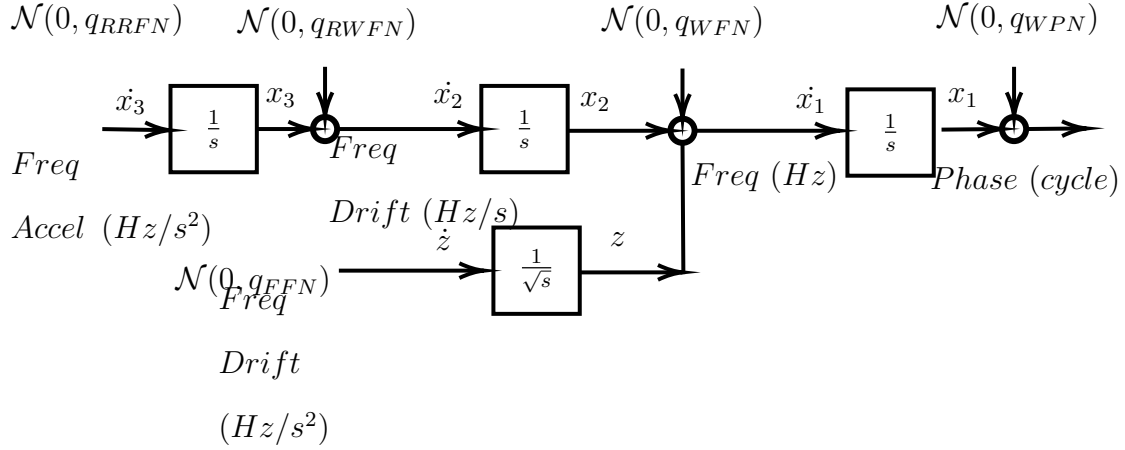 𝒩(0, q_{RRFN}) 𝒩(0, q_{RWFN}) 𝒩(0, q_{WFN}) 𝒩(0, q_{WPN})
ẋ₃ x₃ ẋ₂ x₂ ẋ₁ x₁
1/s 1/s 1/s
Freq
Accel (Hz/s²)
Freq
Drift (Hz/s)
Freq (Hz)
Phase (cycle)
ż z
1/√s
𝒩(0, q_{FFN})
Freq
Drift
(Hz/s²)